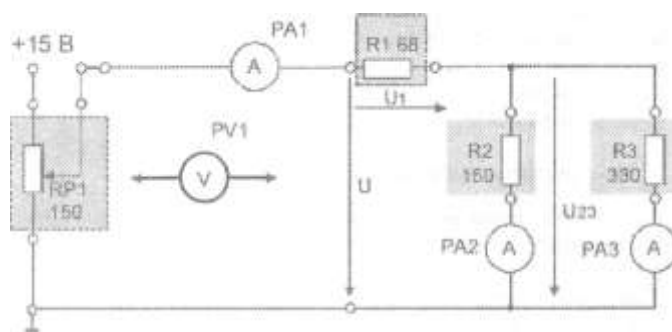 PA1
+15 В
R1 68
U1
PV1
V
A
RP1
150
U
R2
150
R3
330
U23
PA2
A
PA3
A